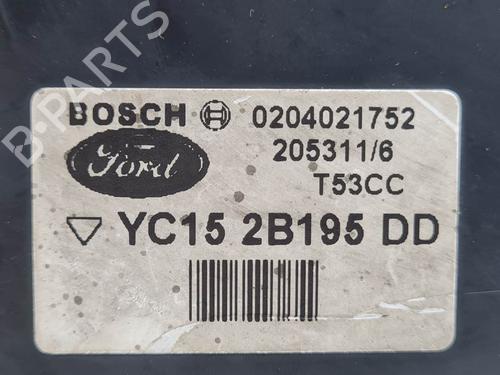 B-PARTS
BOSCH 0204021752
Ford 205311/6
T53CC
YC15 2B195 DD